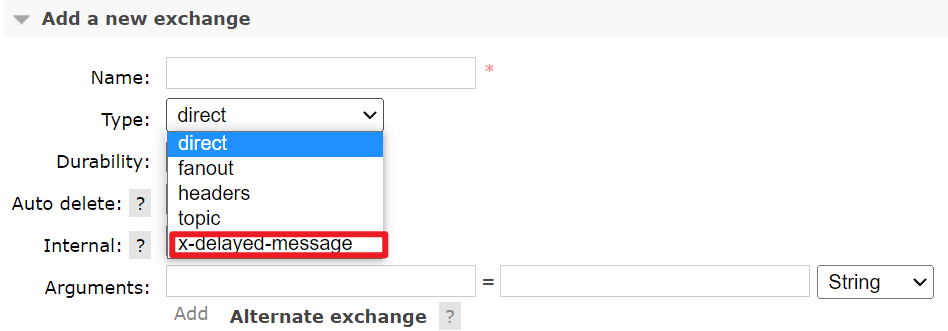 Add a new exchange
Name: *
Type: direct
direct
Durability:
fanout
headers
Auto delete: ?
topic
Internal: ?
x-delayed-message
Arguments: = String
Add Alternate exchange ?